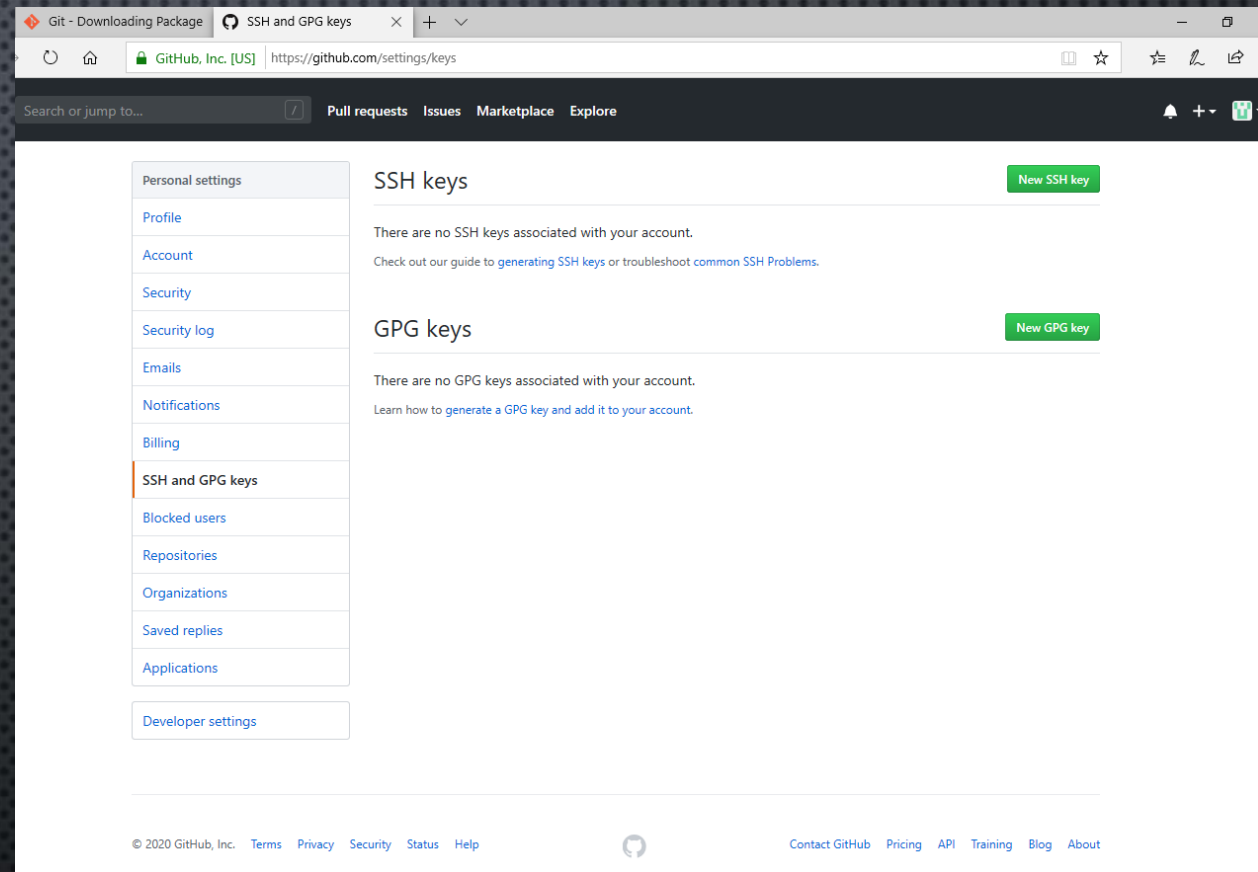 Git - Downloading Package
SSH and GPG keys
GitHub, Inc. [US] https://github.com/settings/keys
Search or jump to... /
Pull requests Issues Marketplace Explore
Personal settings
Profile
Account
Security
Security log
Emails
Notifications
Billing
SSH and GPG keys
Blocked users
Repositories
Organizations
Saved replies
Applications
Developer settings
SSH keys
New SSH key
There are no SSH keys associated with your account.
Check out our guide to generating SSH keys or troubleshoot common SSH Problems.
GPG keys
New GPG key
There are no GPG keys associated with your account.
Learn how to generate a GPG key and add it to your account.
© 2020 GitHub, Inc. Terms Privacy Security Status Help
Contact GitHub Pricing API Training Blog About